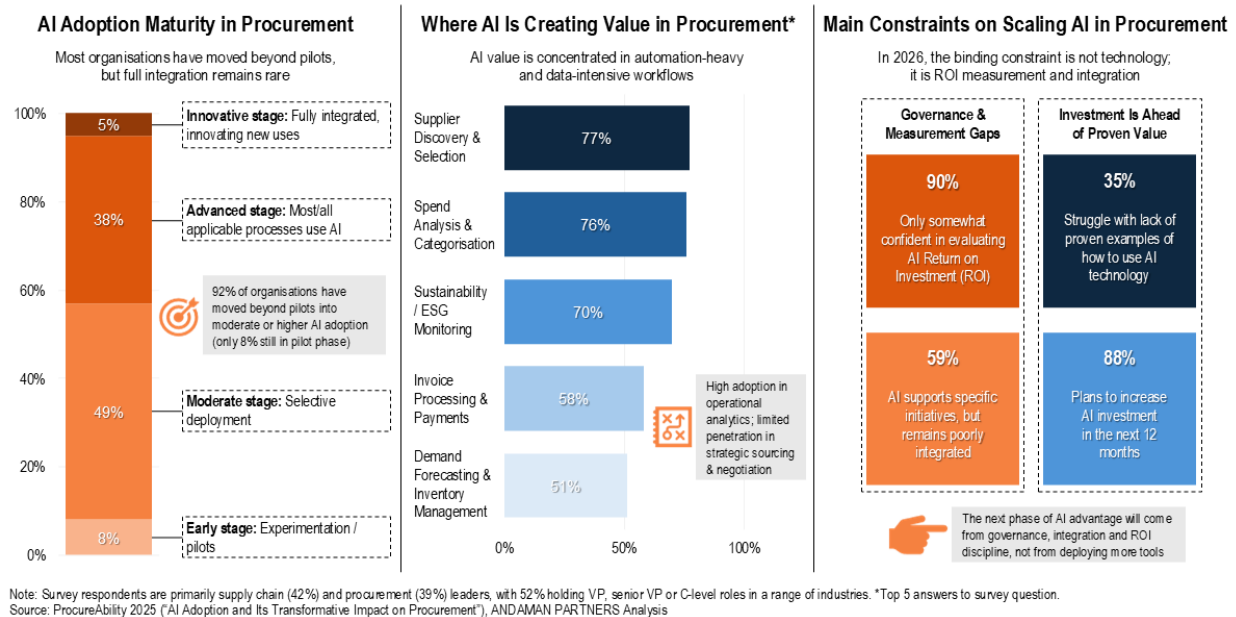 AI Adoption Maturity in Procurement
Most organisations have moved beyond pilots,
but full integration remains rare
100%
80%
60%
40%
20%
0%
5%
38%
49%
8%
Innovative stage: Fully integrated,
innovating new uses
Advanced stage: Most/all
applicable processes use AI
92% of organisations have
moved beyond pilots into
moderate or higher AI adoption
(only 8% still in pilot phase)
Moderate stage: Selective
deployment
Early stage: Experimentation /
pilots
Where AI Is Creating Value in Procurement*
AI value is concentrated in automation-heavy
and data-intensive workflows
Supplier
Discovery &
Selection
77%
Spend
Analysis &
Categorisation
76%
Sustainability
/ ESG
Monitoring
70%
Invoice
Processing &
Payments
58%
Demand
Forecasting &
Inventory
Management
51%
High adoption in
operational
analytics; limited
penetration in
strategic sourcing
& negotiation
0%
50%
100%
Main Constraints on Scaling AI in Procurement
In 2026, the binding constraint is not technology;
it is ROI measurement and integration
Governance &
Measurement Gaps
90%
Only somewhat
confident in evaluating
AI Return on
Investment (ROI)
59%
AI supports specific
initiatives, but
remains poorly
integrated
Investment Is Ahead
of Proven Value
35%
Struggle with lack of
proven examples of
how to use AI
technology
88%
Plans to increase
AI investment
in the next 12
months
The next phase of AI advantage will come
from governance, integration and ROI
discipline, not from deploying more tools
Note: Survey respondents are primarily supply chain (42%) and procurement (39%) leaders, with 52% holding VP, senior VP or C-level roles in a range of industries. *Top 5 answers to survey question.
Source: ProcureAbility 2025 ("AI Adoption and Its Transformative Impact on Procurement"), ANDAMAN PARTNERS Analysis